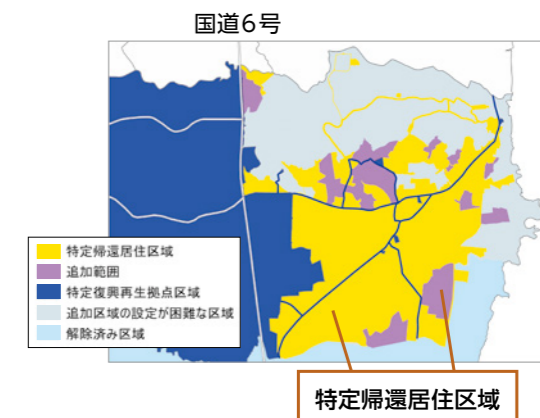 国道6号
特定帰還居住区域
追加範囲
特定復興再生拠点区域
追加区域の設定が困難な区域
解除済み区域
特定帰還居住区域